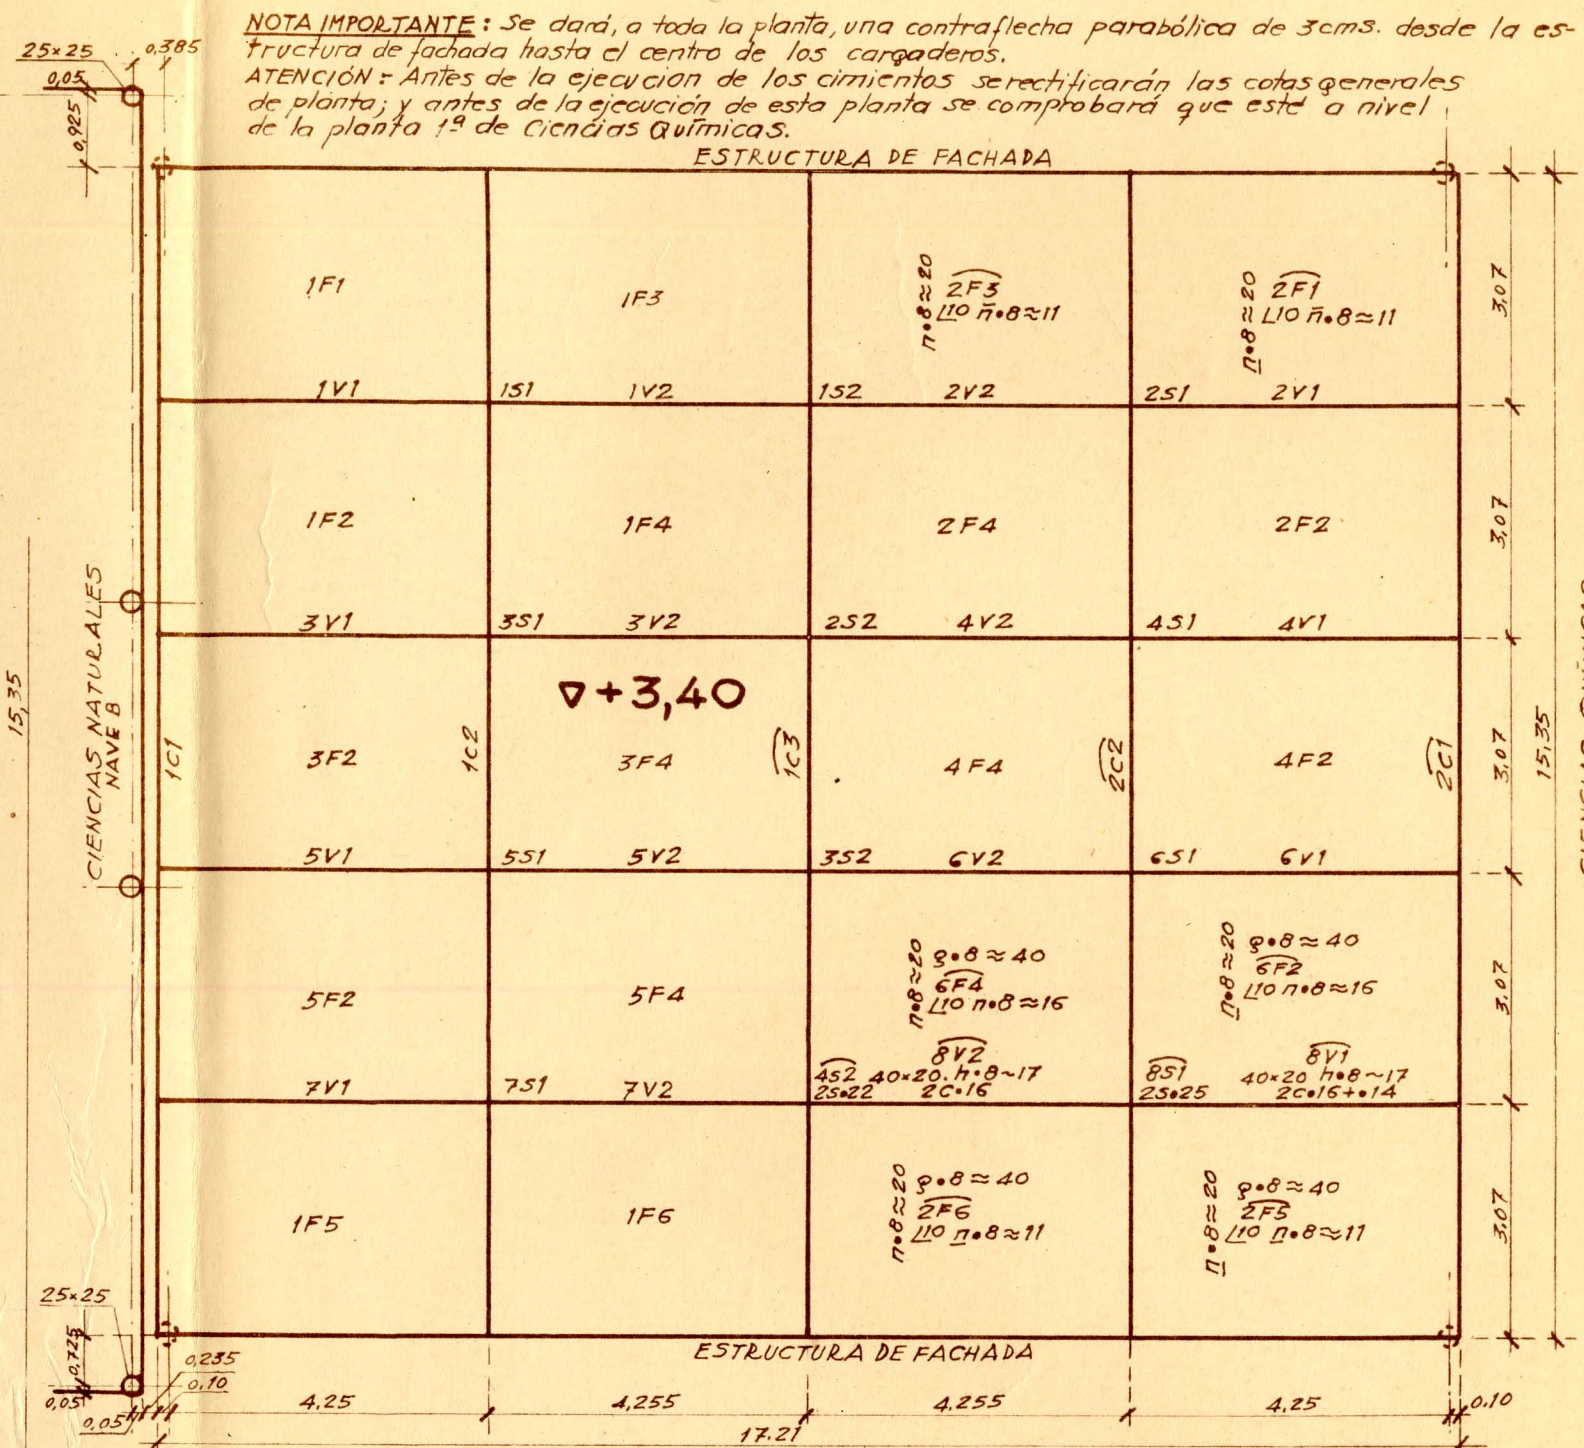 NOTA IMPORTANTE: Se dará, a toda la planta, una contraflecha parabólica de 3cms. desde la es-
tructura de fachada hasta el centro de los cargaderos.
ATENCIÓN: Antes de la ejecucion de los cimientos se rectificarán las cotas generales
de planta; y antes de la ejecución de esta planta se comprobará que esté a nivel
de la planta 1ª de Ciencias Químicas.
25×25
0,385
0,05
0,925
ESTRUCTURA DE FACHADA
1F1
1F3
n•8≈20
2F3
L10 n•8≈11
n•8≈20
2F1
L10 n•8≈11
3,07
1V1
1S1
1V2
1S2
2V2
2S1
2V1
1F2
1F4
2F4
2F2
3,07
3V1
3S1
3V2
2S2
4V2
4S1
4V1
15,35
CIENCIAS NATURALES
NAVE B
∇+3,40
1C1
3F2
1C2
3F4
1C3
4F4
2C2
4F2
2C1
3,07
15,35
5V1
5S1
5V2
3S2
6V2
6S1
6V1
5F2
5F4
n•8≈20
•8≈40
6F4
L10 n•8≈16
n•8≈20
•8≈40
6F2
L10 n•8≈16
3,07
7V1
7S1
7V2
4S2
2S•22
8V2
40×20. h•8~17
2C•16
8S1
2S•25
8V1
40×20 h•8~17
2C•16+•14
1F5
1F6
n•8≈20
•8≈40
2F6
L10 n•8≈11
n•8≈20
•8≈40
2F5
L10 n•8≈11
3,07
25×25
0,725
0,05
0,05
0,235
0,10
ESTRUCTURA DE FACHADA
4,25
4,255
4,255
4,25
0,10
17.21